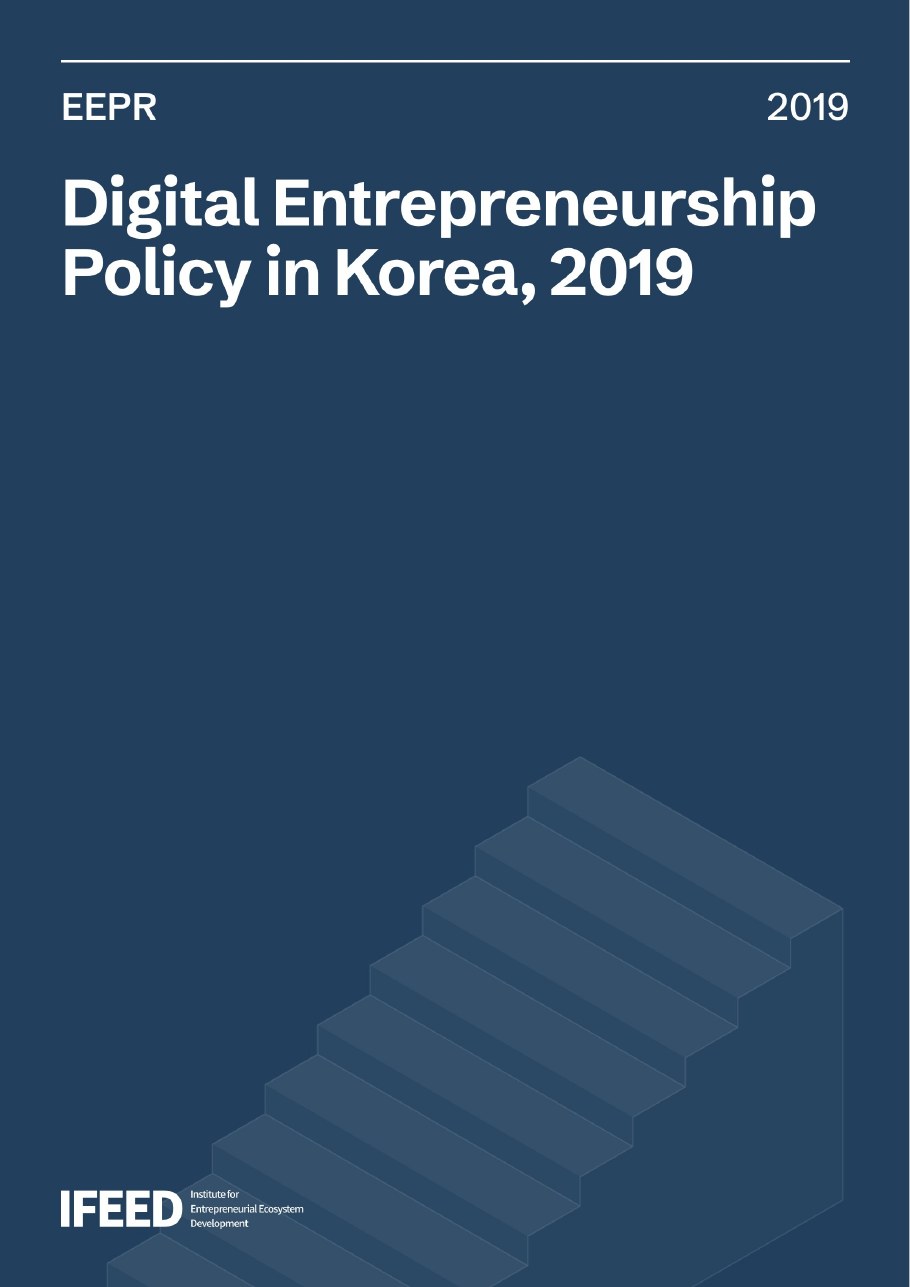 EEPR 2019
Digital Entrepreneurship
Policy in Korea, 2019
IFEED
Institute for
Entrepreneurial Ecosystem
Development